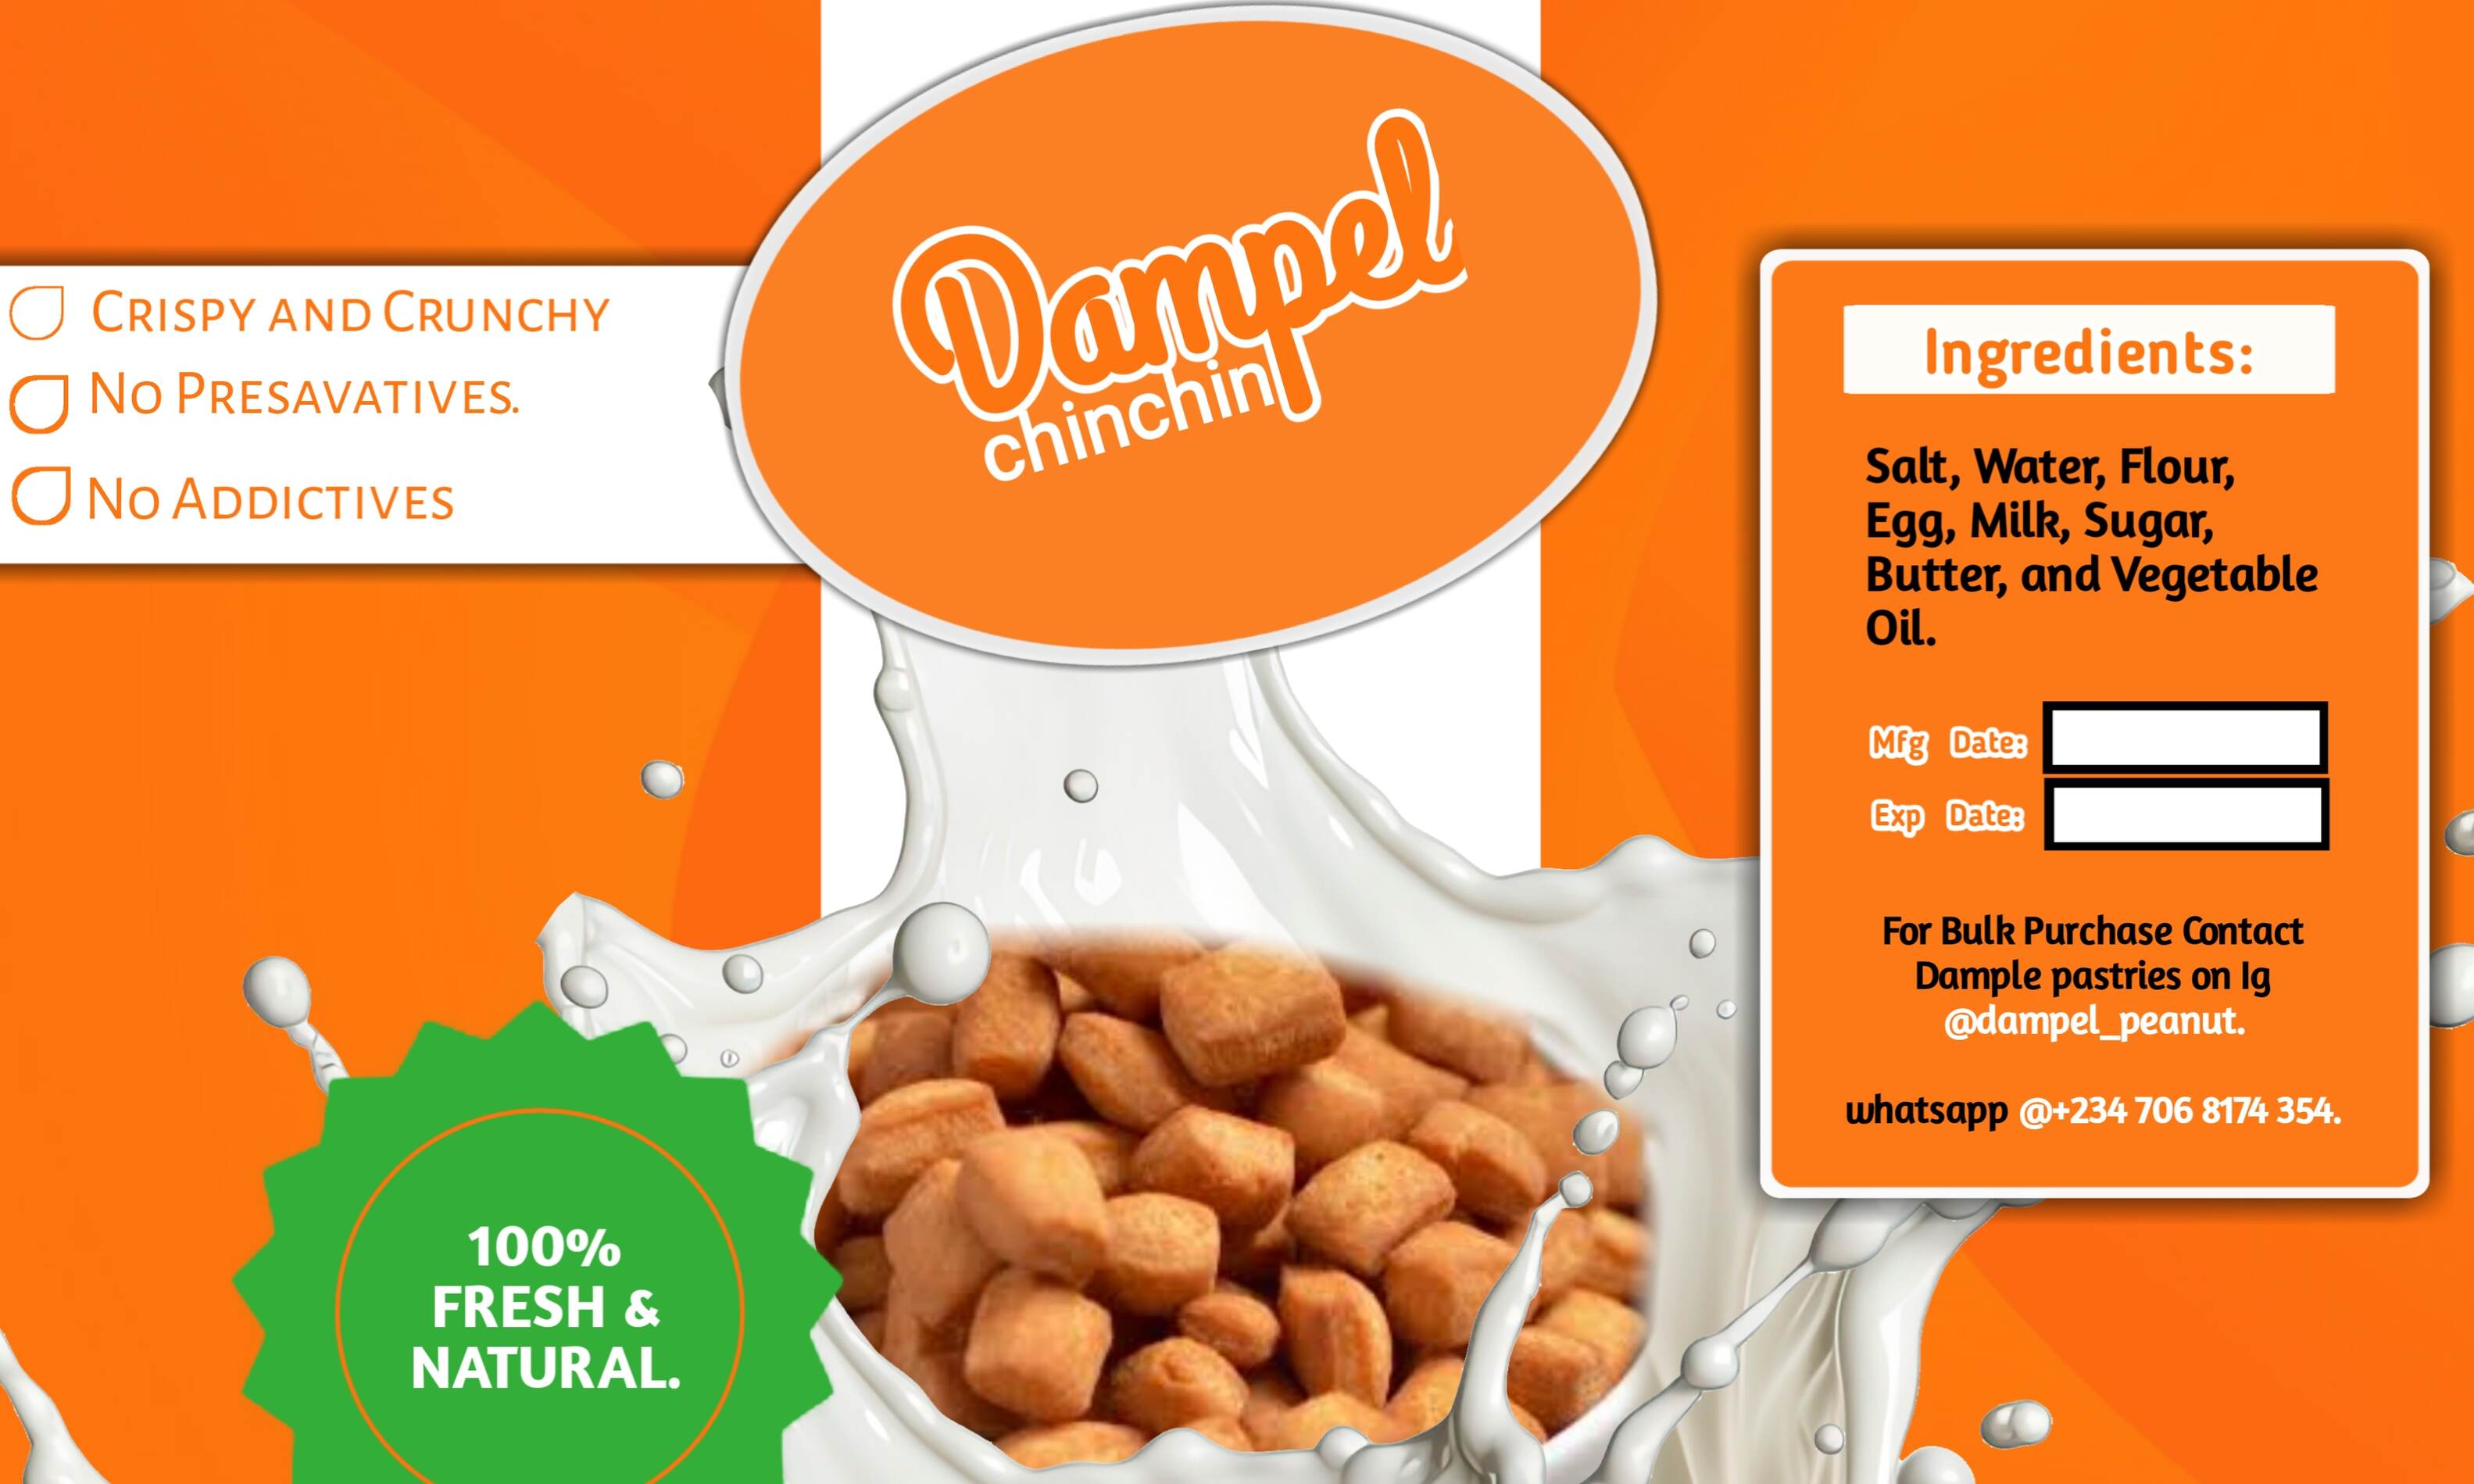 Dampel
chinchin
Crispy and Crunchy
No Presavatives.
No Addictives
100%
FRESH &
NATURAL.
Ingredients:
Salt, Water, Flour,
Egg, Milk, Sugar,
Butter, and Vegetable
Oil.
Mfg Date:
Exp Date:
For Bulk Purchase Contact
Dample pastries on Ig
@dampel_peanut.
whatsapp @+234 706 8174 354.